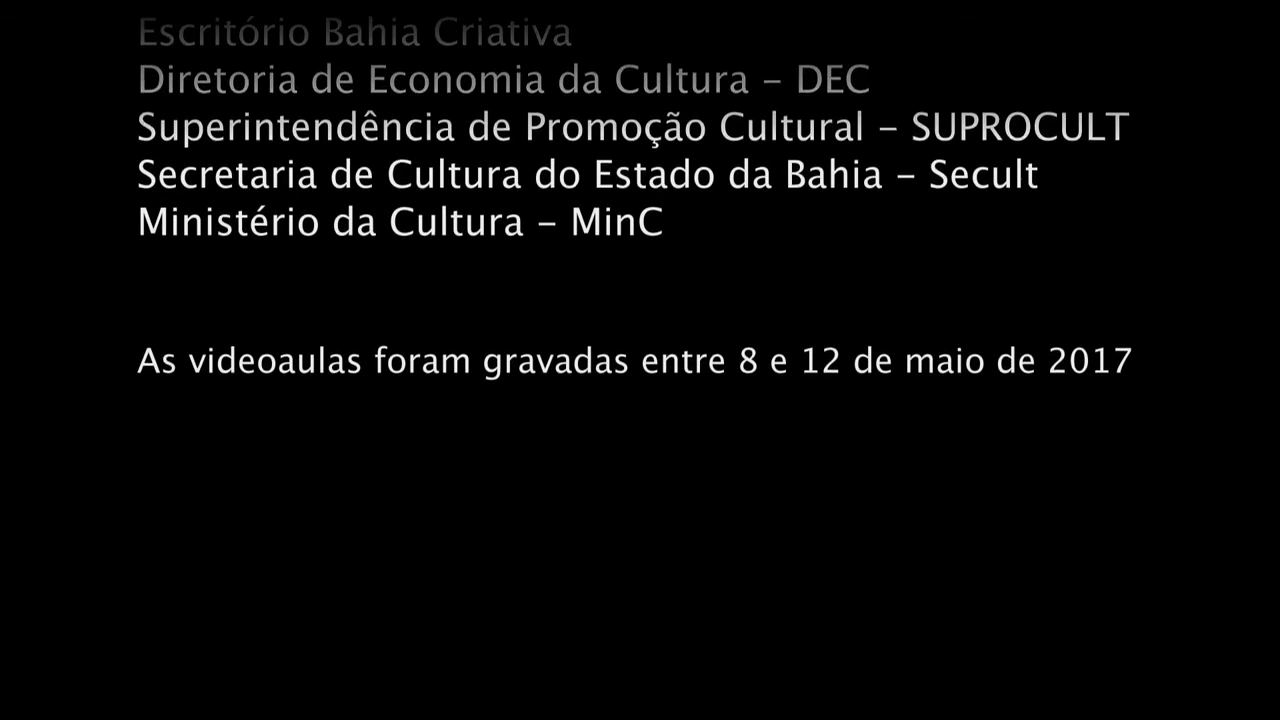 Escritório Bahia Criativa
Diretoria de Economia da Cultura – DEC
Superintendência de Promoção Cultural – SUPROCULT
Secretaria de Cultura do Estado da Bahia – Secult
Ministério da Cultura – MinC
As videoaulas foram gravadas entre 8 e 12 de maio de 2017